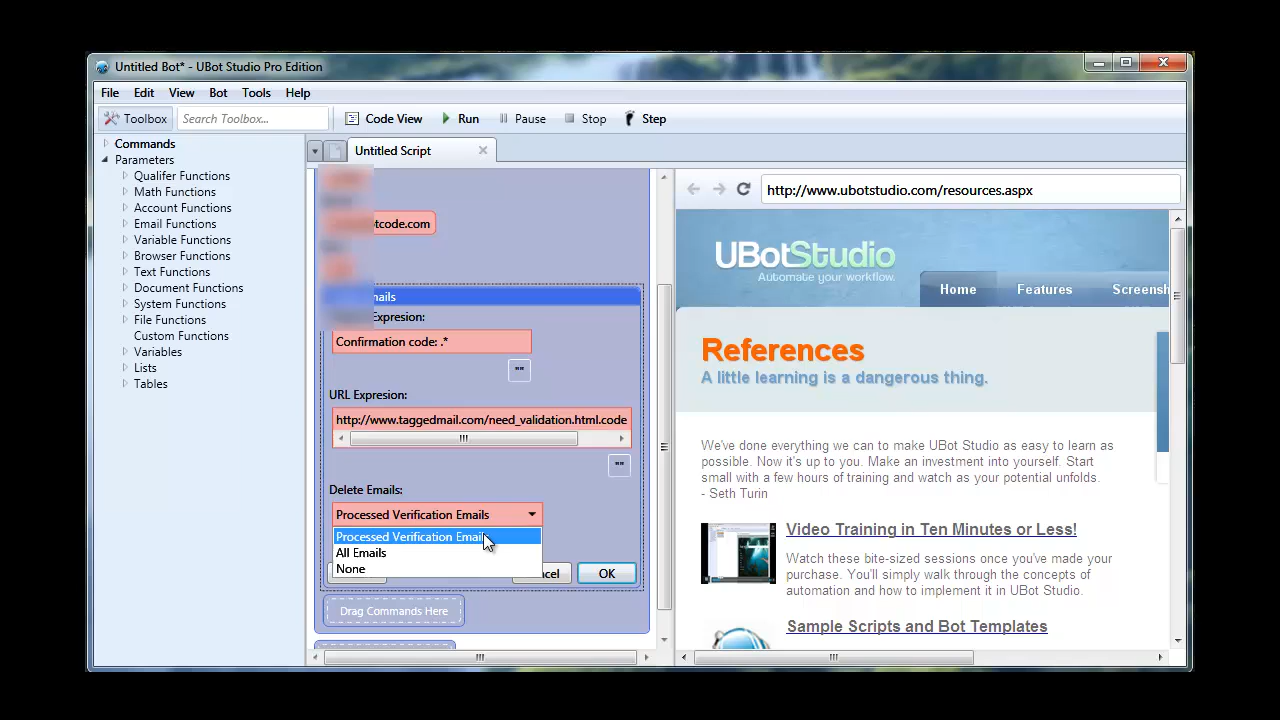 Untitled Bot* - UBot Studio Pro Edition
File Edit View Bot Tools Help
Toolbox Search Toolbox... Code View Run Pause Stop Step
Commands
Parameters
Qualifer Functions
Math Functions
Account Functions
Email Functions
Variable Functions
Browser Functions
Text Functions
Document Functions
System Functions
File Functions
Custom Functions
Variables
Lists
Tables
Untitled Script
tcode.com
mails
Expresion:
Confirmation code: .*
""
URL Expresion:
http://www.taggedmail.com/need_validation.html.code
""
Delete Emails:
Processed Verification Emails
Processed Verification Email
All Emails
None
cel OK
Drag Commands Here
http://www.ubotstudio.com/resources.aspx
UBotStudio
Automate your workflow.
Home Features Screensh
References
A little learning is a dangerous thing.
We've done everything we can to make UBot Studio as easy to learn as
possible. Now it's up to you. Make an investment into yourself. Start
small with a few hours of training and watch as your potential unfolds.
- Seth Turin
Video Training in Ten Minutes or Less!
Watch these bite-sized sessions once you've made your
purchase. You'll simply walk through the concepts of
automation and how to implement it in UBot Studio.
Sample Scripts and Bot Templates